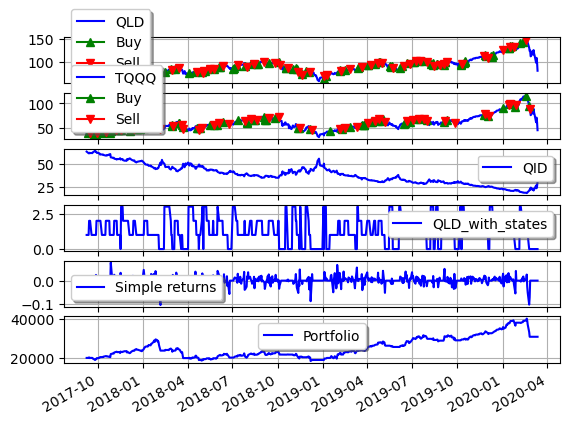 QLD
Buy
Sell
150
100
TQQQ
Buy
Sell
100
50
QID
50
25
QLD_with_states
2.5
0.0
Simple returns
0.0
−0.1
Portfolio
40000
20000
2017-10
2018-01
2018-04
2018-07
2018-10
2019-01
2019-04
2019-07
2019-10
2020-01
2020-04